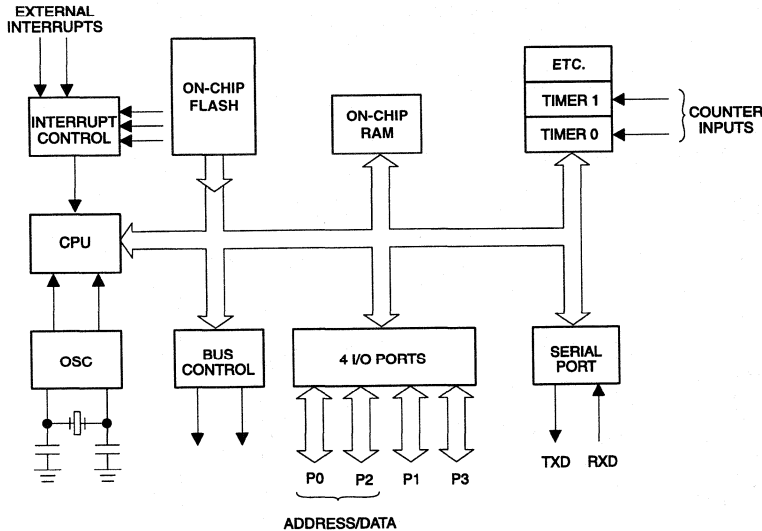 EXTERNAL
INTERRUPTS
INTERRUPT
CONTROL
ON-CHIP
FLASH
ON-CHIP
RAM
ETC.
TIMER 1
TIMER 0
COUNTER
INPUTS
CPU
OSC
BUS
CONTROL
4 I/O PORTS
SERIAL
PORT
P0 P2 P1 P3
TXD RXD
ADDRESS/DATA